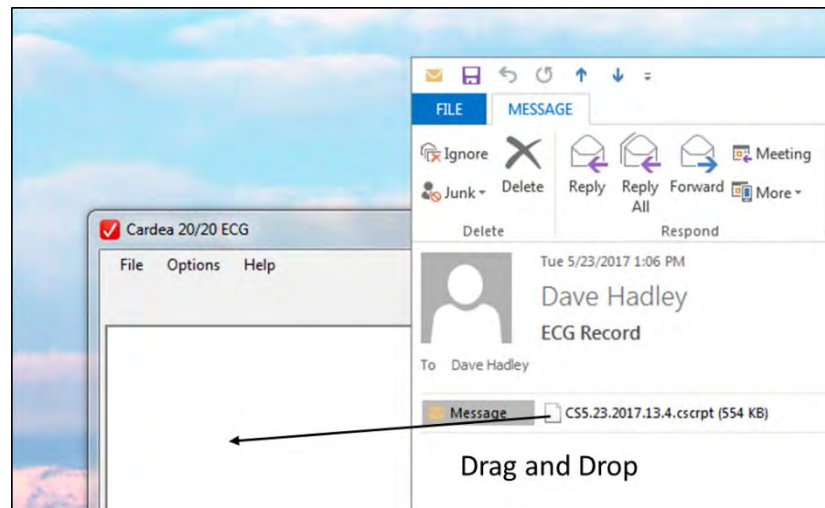 FILE MESSAGE
Ignore
Junk
Delete
Reply
Reply
All
Forward
Meeting
More
Delete
Respond
Cardea 20/20 ECG
File Options Help
Tue 5/23/2017 1:06 PM
Dave Hadley
ECG Record
To Dave Hadley
Message CS5.23.2017.13.4.cscrpt (554 KB)
Drag and Drop